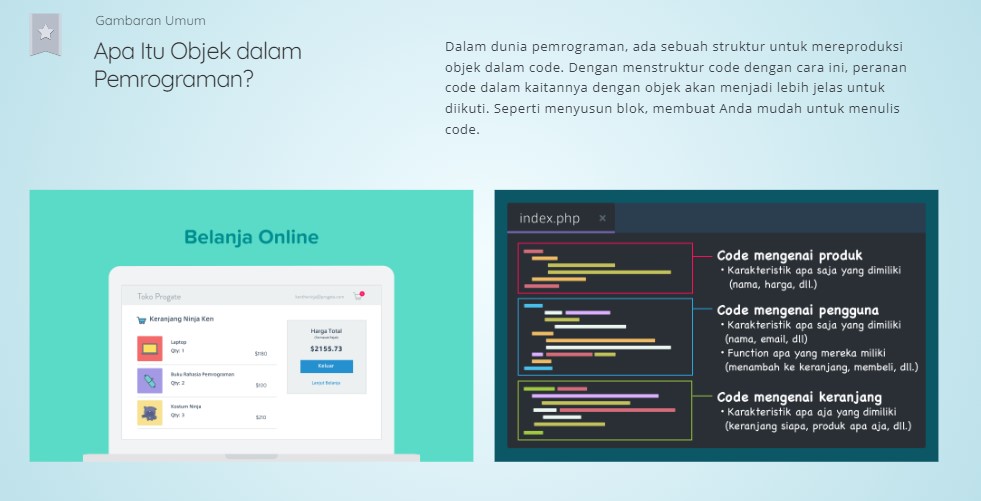 Gambaran Umum
Apa Itu Objek dalam
Pemrograman?
Dalam dunia pemrograman, ada sebuah struktur untuk mereproduksi
objek dalam code. Dengan menstruktur code dengan cara ini, peranan
code dalam kaitannya dengan objek akan menjadi lebih jelas untuk
diikuti. Seperti menyusun blok, membuat Anda mudah untuk menulis
code.
Belanja Online
Toko Progate
Keranjang Ninja Ken
Laptop
Qty: 1
Buku Rahasia Pemrograman
Qty: 2
$100
Kostum Ninja
Qty: 3
$210
Harga Total
$2155.73
Keluar
Lanjut Belanja
index.php ×
Code mengenai produk
• Karakteristik apa saja yang dimiliki
(nama, harga, dll.)
Code mengenai pengguna
• Karakteristik apa saja yang dimiliki
(nama, email, dll)
• Function apa yang mereka miliki
(menambah ke keranjang, membeli, dll.)
Code mengenai keranjang
• Karakteristik apa aja yang dimiliki
(keranjang siapa, produk apa aja, dll.)